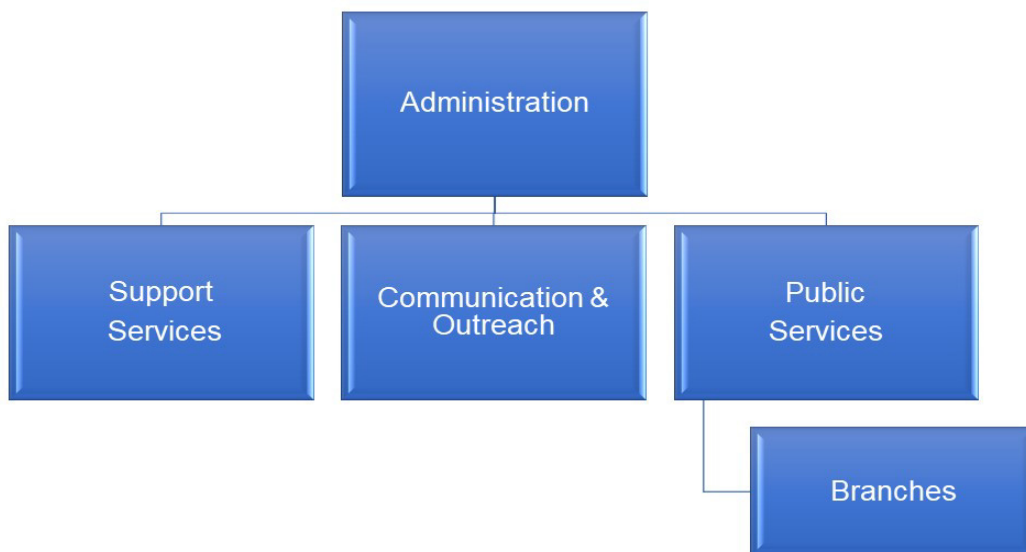 Administration
Support
Services
Communication &
Outreach
Public
Services
Branches